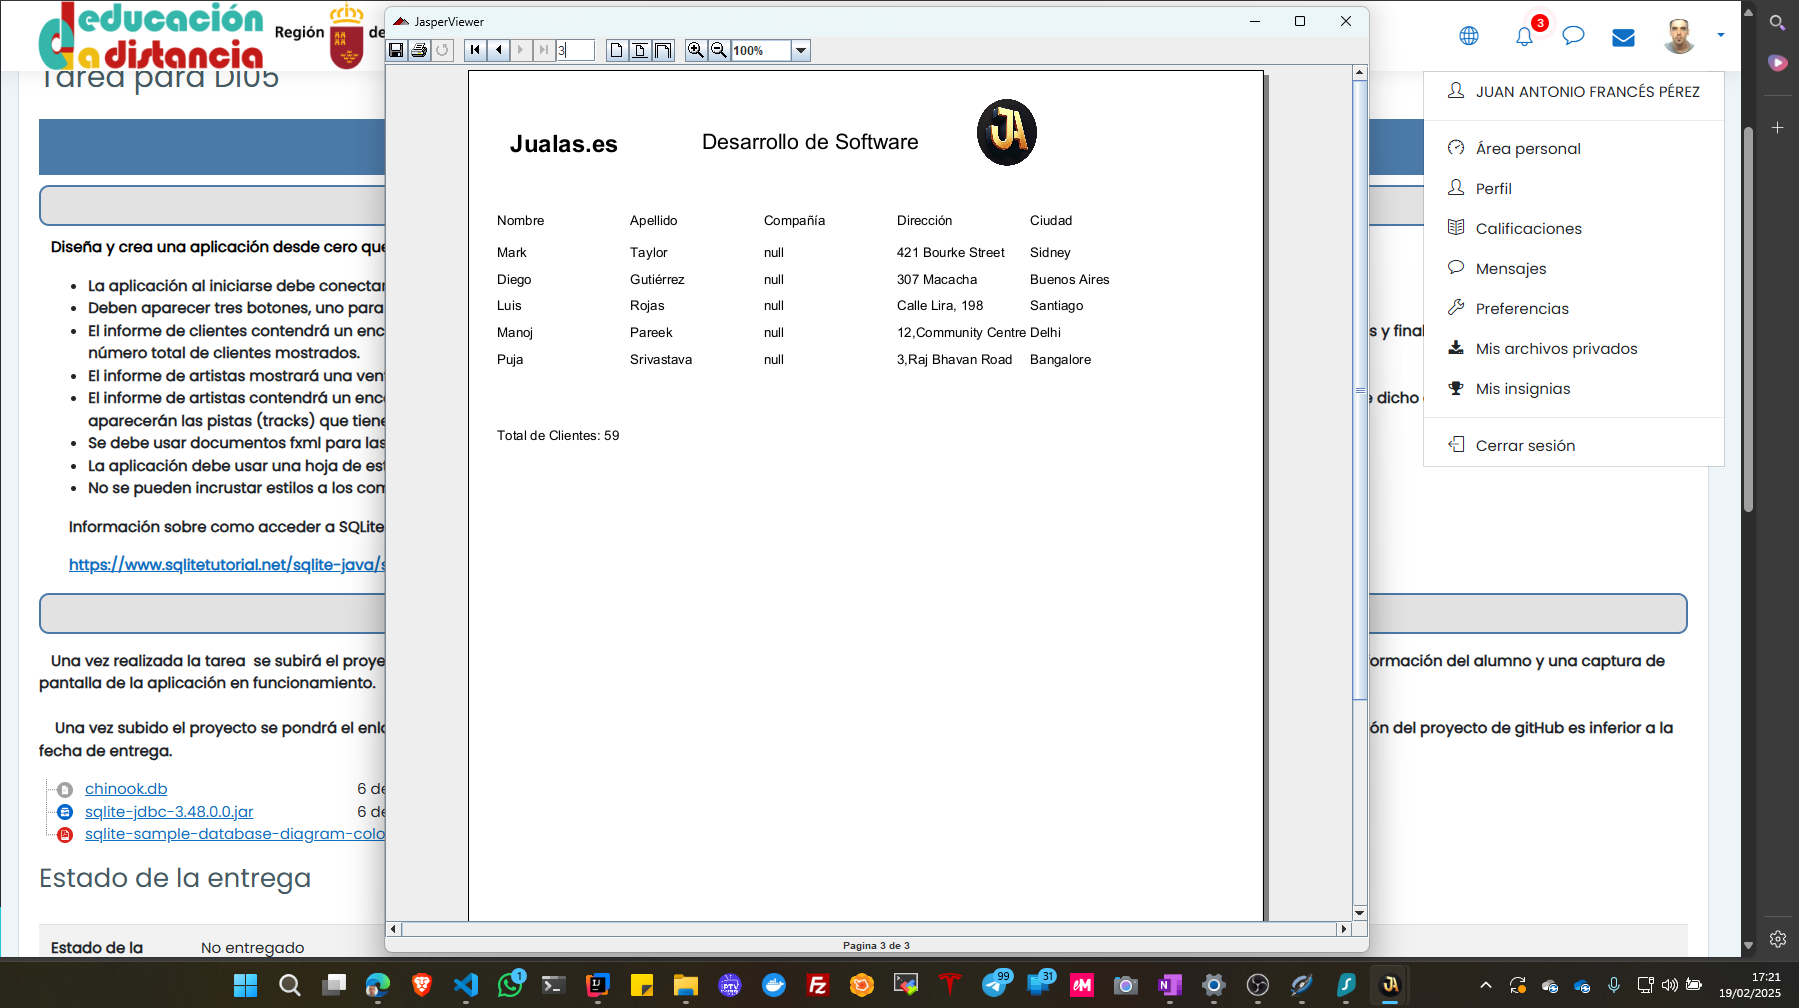 educación
a distancia
Región
de
Tarea para DI05
Diseña y crea una aplicación desde cero que
La aplicación al iniciarse debe conectar
Deben aparecer tres botones, uno para
El informe de clientes contendrá un enc
s y final
número total de clientes mostrados.
El informe de artistas mostrará una ven
El informe de artistas contendrá un enc
e dicho
aparecerán las pistas (tracks) que tiene
Se debe usar documentos fxml para las
La aplicación debe usar una hoja de est
No se pueden incrustar estilos a los com
Información sobre como acceder a SQLite
https://www.sqlitetutorial.net/sqlite-java/s
Una vez realizada la tarea se subirá el proye
ormación del alumno y una captura de
pantalla de la aplicación en funcionamiento.
Una vez subido el proyecto se pondrá el enla
ón del proyecto de gitHub es inferior a la
fecha de entrega.
chinook.db
6 de
sqlite-jdbc-3.48.0.0.jar
6 de
sqlite-sample-database-diagram-colo
Estado de la entrega
Estado de la
No entregado
JasperViewer
3
100%
Jualas.es
Desarrollo de Software
JA
Nombre Apellido Compañía Dirección Ciudad
Mark Taylor null 421 Bourke Street Sidney
Diego Gutiérrez null 307 Macacha Buenos Aires
Luis Rojas null Calle Lira, 198 Santiago
Manoj Pareek null 12,Community Centre Delhi
Puja Srivastava null 3,Raj Bhavan Road Bangalore
Total de Clientes: 59
Pagina 3 de 3
3
JUAN ANTONIO FRANCÉS PÉREZ
Área personal
Perfil
Calificaciones
Mensajes
Preferencias
Mis archivos privados
Mis insignias
Cerrar sesión
1
99
31
17:21
19/02/2025